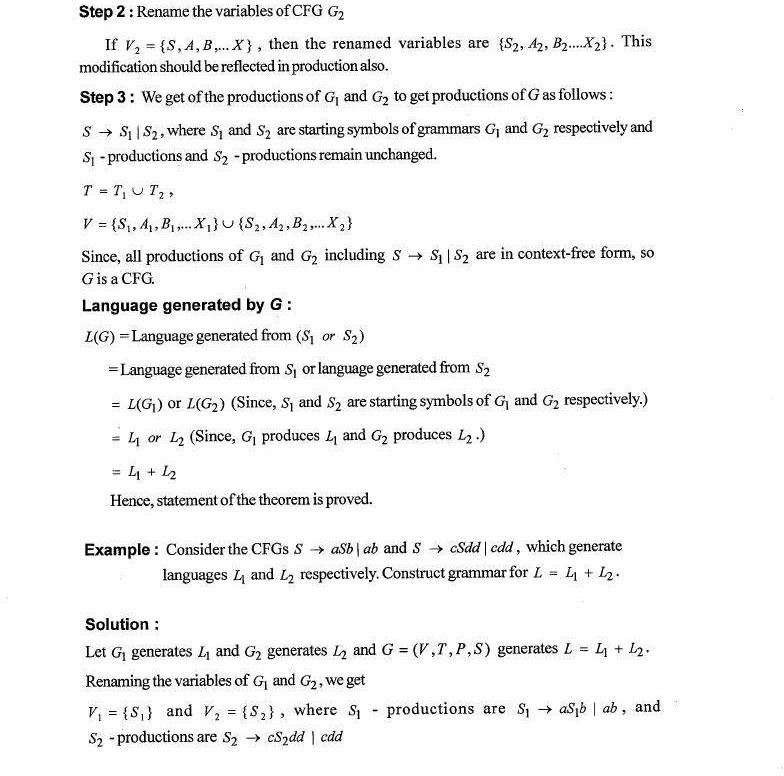 Step 2 : Rename the variables of CFG G₂
If V₂ = {S, A, B,... X} , then the renamed variables are {S₂, A₂, B₂....X₂} . This
modification should be reflected in production also.
Step 3 : We get of the productions of G₁ and G₂ to get productions of G as follows :
S → S₁ | S₂ , where S₁ and S₂ are starting symbols of grammars G₁ and G₂ respectively and
S₁ - productions and S₂ - productions remain unchanged.
T = T₁ ∪ T₂ ,
V = {S₁, A₁, B₁,... X₁} ∪ {S₂, A₂, B₂,... X₂}
Since, all productions of G₁ and G₂ including S → S₁ | S₂ are in context-free form, so
G is a CFG.
Language generated by G :
L(G) = Language generated from (S₁ or S₂)
= Language generated from S₁ or language generated from S₂
= L(G₁) or L(G₂) (Since, S₁ and S₂ are starting symbols of G₁ and G₂ respectively.)
= L₁ or L₂ (Since, G₁ produces L₁ and G₂ produces L₂ .)
= L₁ + L₂
Hence, statement of the theorem is proved.
Example : Consider the CFGs S → aSb | ab and S → cSdd | cdd , which generate
languages L₁ and L₂ respectively. Construct grammar for L = L₁ + L₂ .
Solution :
Let G₁ generates L₁ and G₂ generates L₂ and G = (V , T , P , S) generates L = L₁ + L₂ .
Renaming the variables of G₁ and G₂ , we get
V₁ = {S₁} and V₂ = {S₂} , where S₁ - productions are S₁ → aS₁b | ab , and
S₂ - productions are S₂ → cS₂dd | cdd